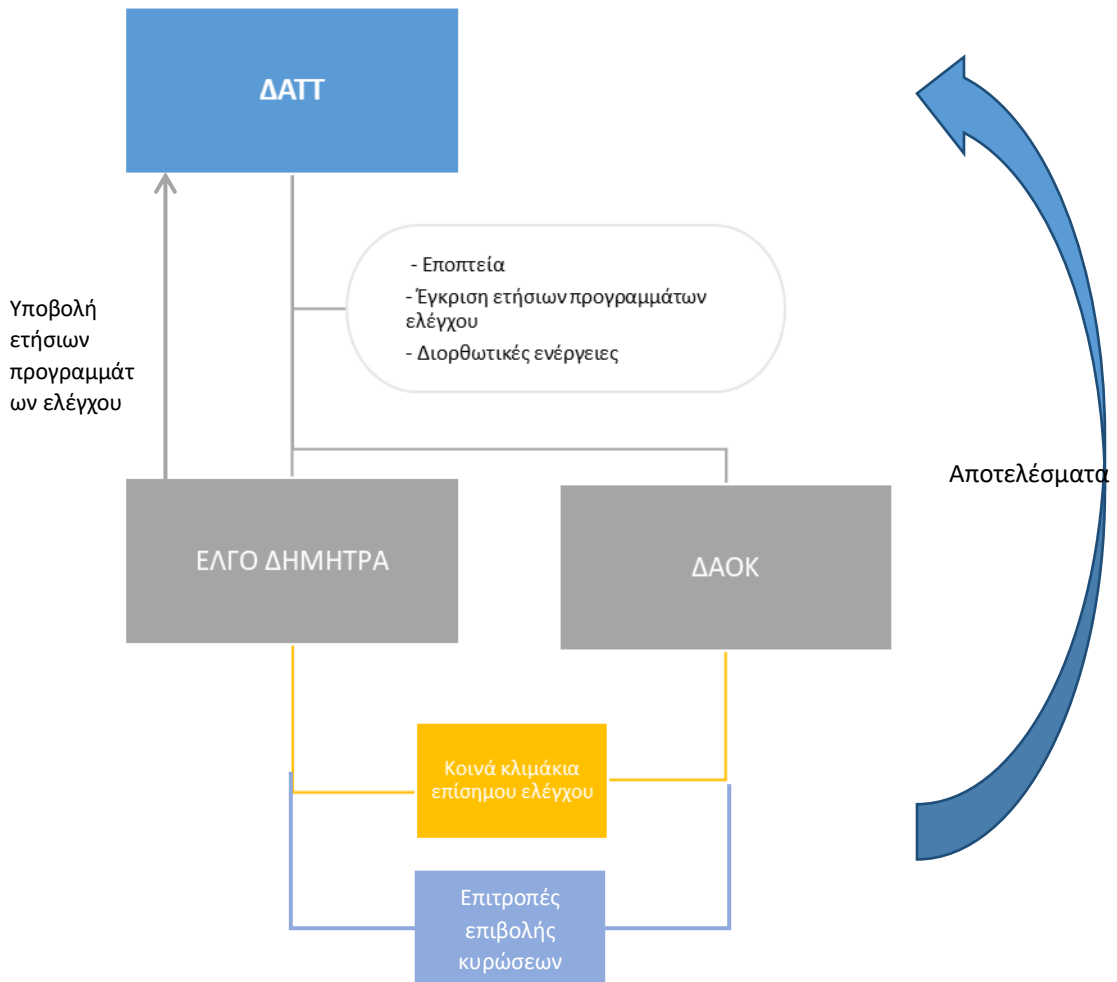 ΔΑΤΤ
- Εποπτεία
- Έγκριση ετήσιων προγραμμάτων
ελέγχου
- Διορθωτικές ενέργειες
Υποβολή
ετήσιων
προγραμμάτ
ων ελέγχου
Αποτελέσματα
ΕΛΓΟ ΔΗΜΗΤΡΑ
ΔΑΟΚ
Κοινά κλιμάκια
επίσημου ελέγχου
Επιτροπές
επιβολής
κυρώσεων